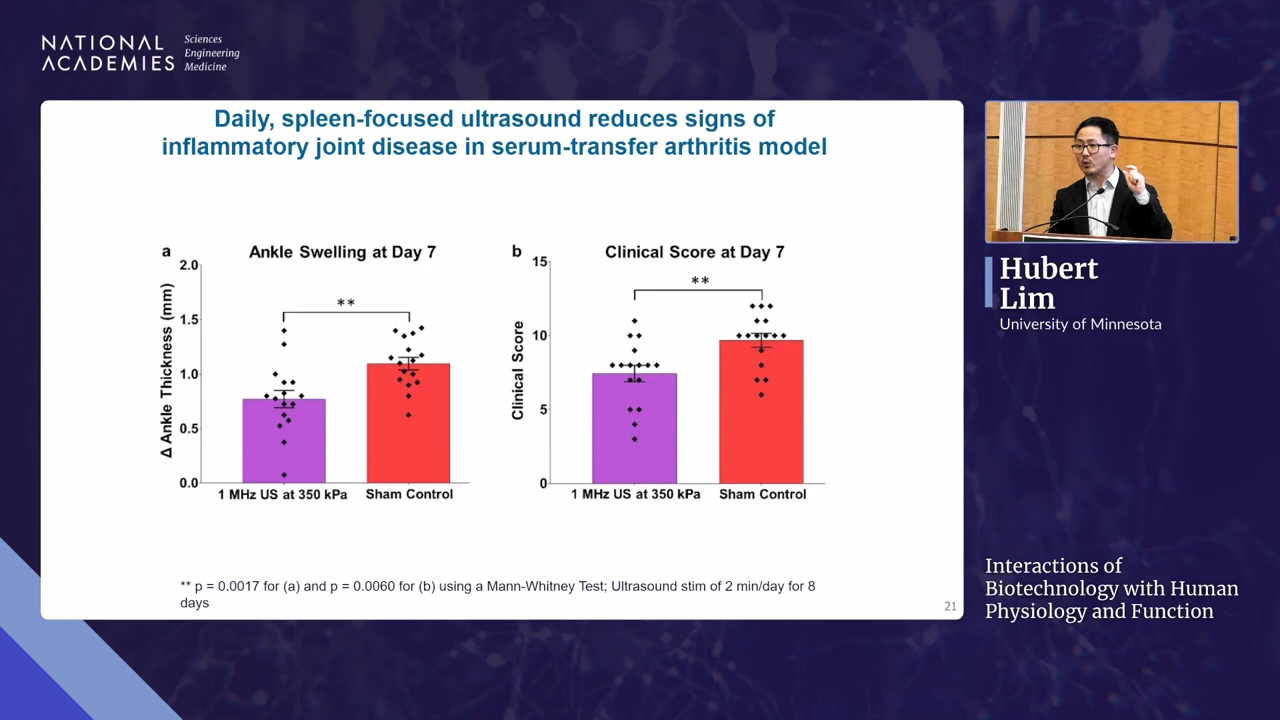 NATIONAL
ACADEMIES
Sciences
Engineering
Medicine
Daily, spleen-focused ultrasound reduces signs of
inflammatory joint disease in serum-transfer arthritis model
a
Ankle Swelling at Day 7
Δ Ankle Thickness (mm)
2.0
1.5
1.0
0.5
0.0
**
1 MHz US at 350 kPa
Sham Control
b
Clinical Score at Day 7
Clinical Score
15
10
5
0
**
1 MHz US at 350 kPa
Sham Control
** p = 0.0017 for (a) and p = 0.0060 for (b) using a Mann-Whitney Test; Ultrasound stim of 2 min/day for 8
days
21
Hubert
Lim
University of Minnesota
Interactions of
Biotechnology with Human
Physiology and Function